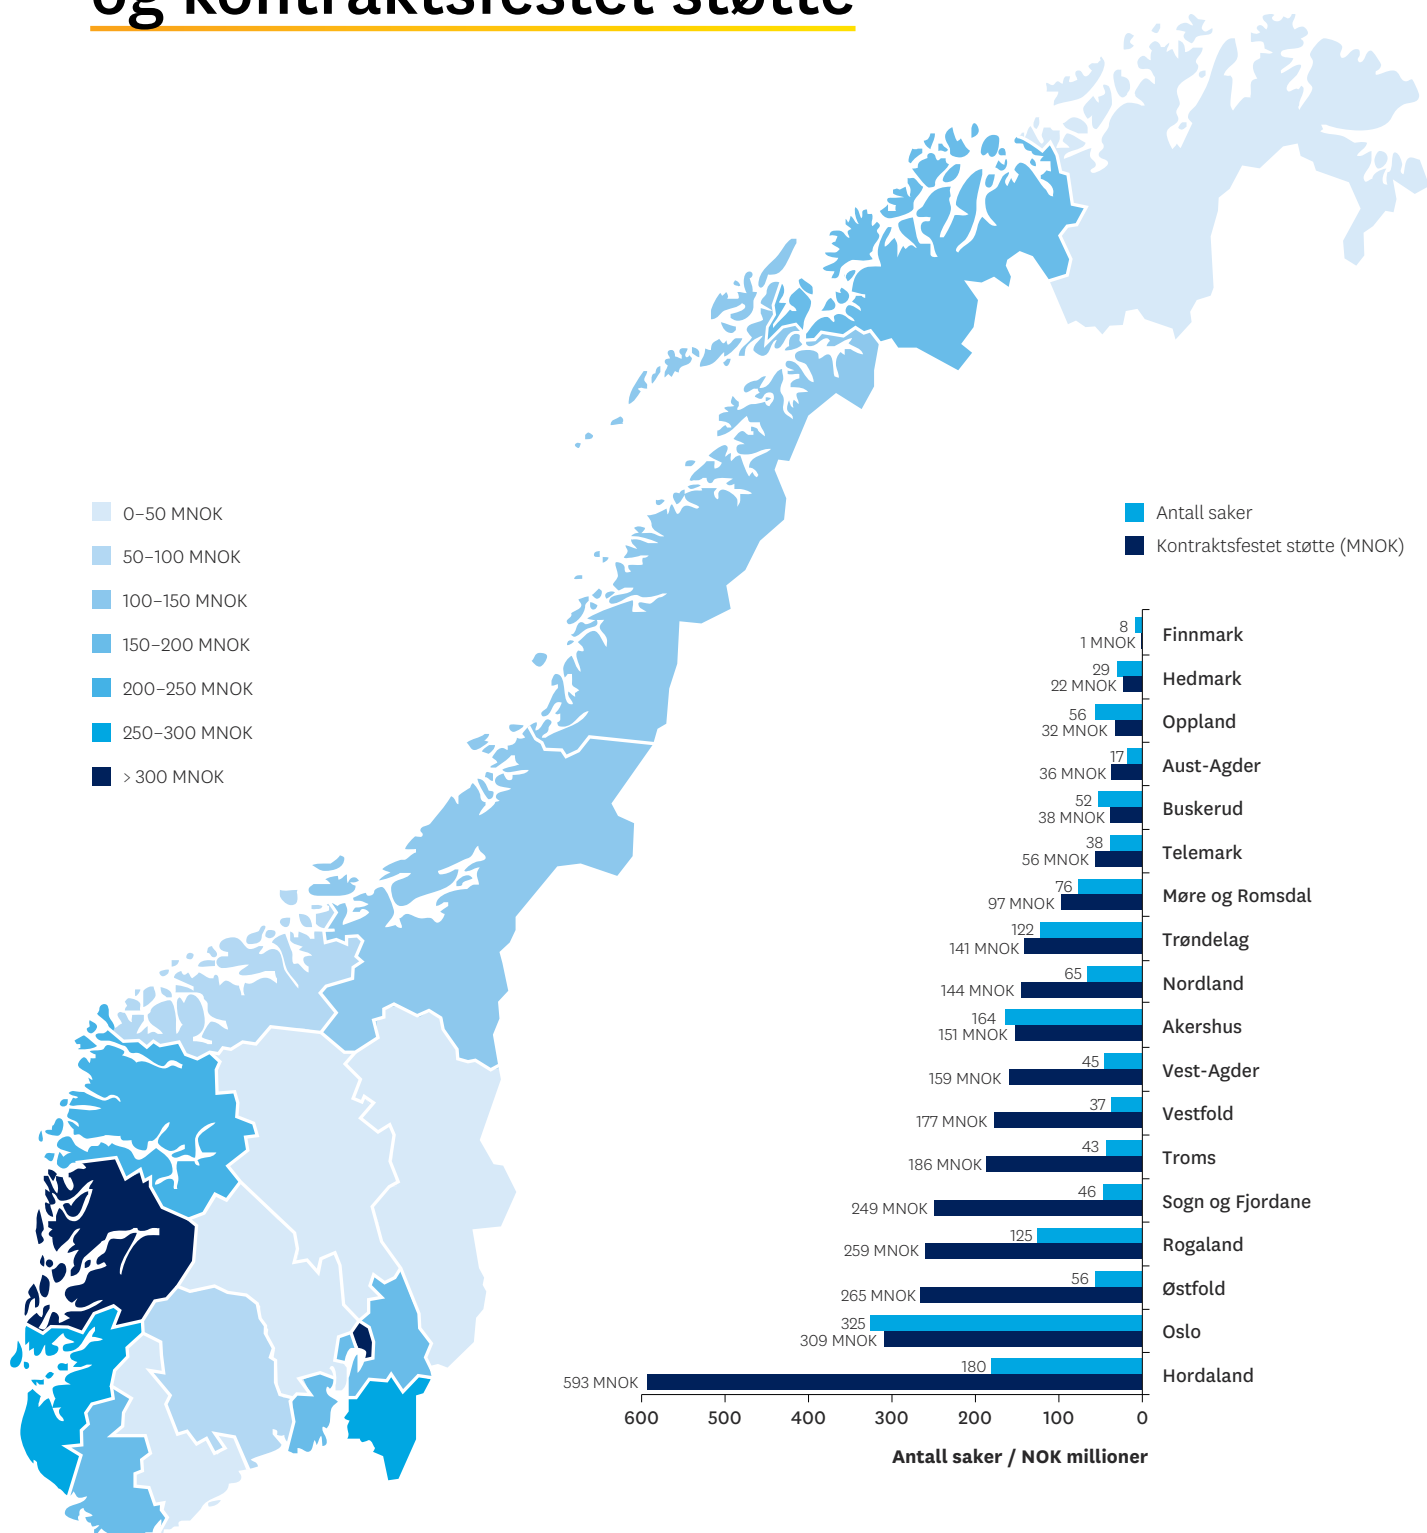 og kontraktsfestet støtte
0–50 MNOK
50–100 MNOK
100–150 MNOK
150–200 MNOK
200–250 MNOK
250–300 MNOK
> 300 MNOK
Antall saker
Kontraktsfestet støtte (MNOK)
8
1 MNOK
Finnmark
29
22 MNOK
Hedmark
56
32 MNOK
Oppland
17
36 MNOK
Aust-Agder
52
38 MNOK
Buskerud
38
56 MNOK
Telemark
76
97 MNOK
Møre og Romsdal
122
141 MNOK
Trøndelag
65
144 MNOK
Nordland
164
151 MNOK
Akershus
45
159 MNOK
Vest-Agder
37
177 MNOK
Vestfold
43
186 MNOK
Troms
46
249 MNOK
Sogn og Fjordane
125
259 MNOK
Rogaland
56
265 MNOK
Østfold
325
309 MNOK
Oslo
180
593 MNOK
Hordaland
600 500 400 300 200 100 0
Antall saker / NOK millioner